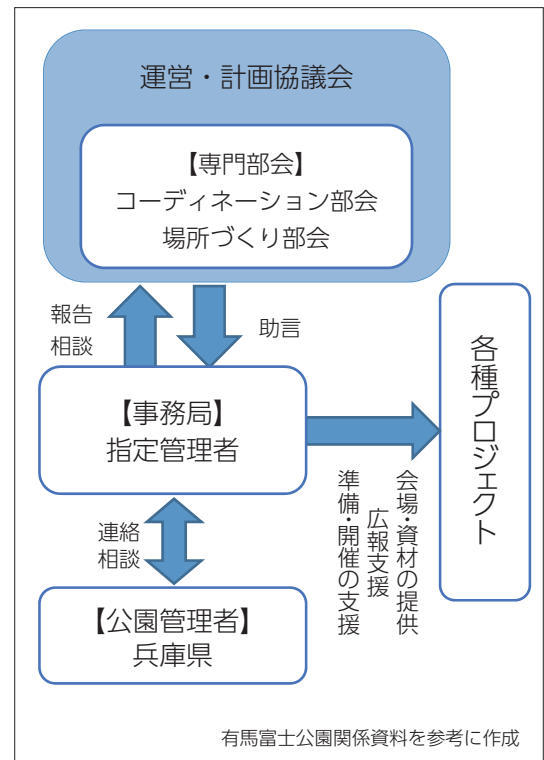 運営・計画協議会
【専門部会】
コーディネーション部会
場所づくり部会
報告
相談
助言
【事務局】
指定管理者
各種プロジェクト
会場・資材の提供
広報支援
準備・開催の支援
連絡
相談
【公園管理者】
兵庫県
有馬富士公園関係資料を参考に作成